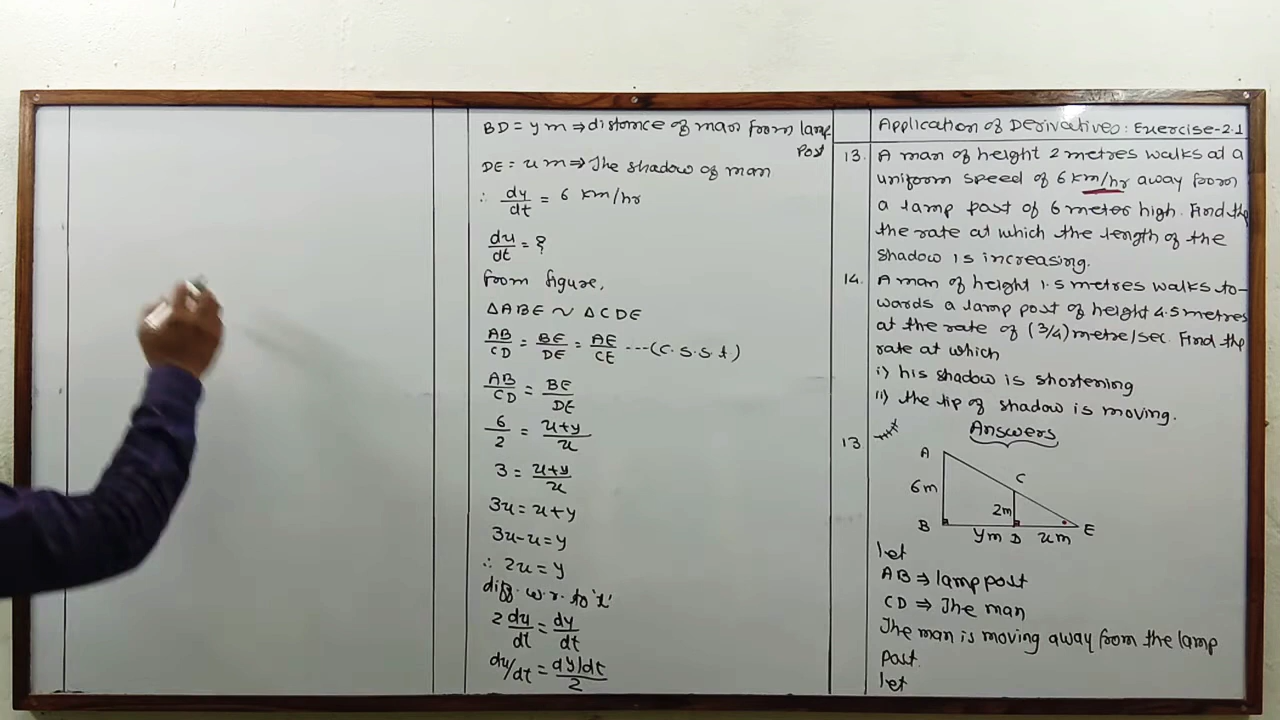 Application of Derivatives: Exercise-2.1
13. A man of height 2 metres walks at a
uniform speed of 6 km/hr away from
a lamp post of 6 meter high. Find the
the rate at which the length of the
shadow is increasing.
14. A man of height 1.5 metres walks to-
wards a lamp post of height 4.5 metres
at the rate of (3/4) metre/sec. Find the
rate at which
i) his shadow is shortening
ii) the tip of shadow is moving.
Answers
13
A
C
6m
2m
B
ym D xm E
let
AB ⇒ lamp post
CD ⇒ The man
The man is moving away from the lamp
post.
let
BD = y m ⇒ distance of man from lamp
post
DE = x m ⇒ The shadow of man
∴ dy/dt = 6 km/hr
dx/dt = ?
from figure,
△ABE ~ △CDE
AB/CD = BE/DE = AE/CE ---(C.S.S.t)
AB/CD = BE/DE
6/2 = x+y/x
3 = x+y/x
3x = x+y
3x-x = y
∴ 2x = y
diff. w.r. to 't'
2 dx/dt = dy/dt
dx/dt = dy/dt/2